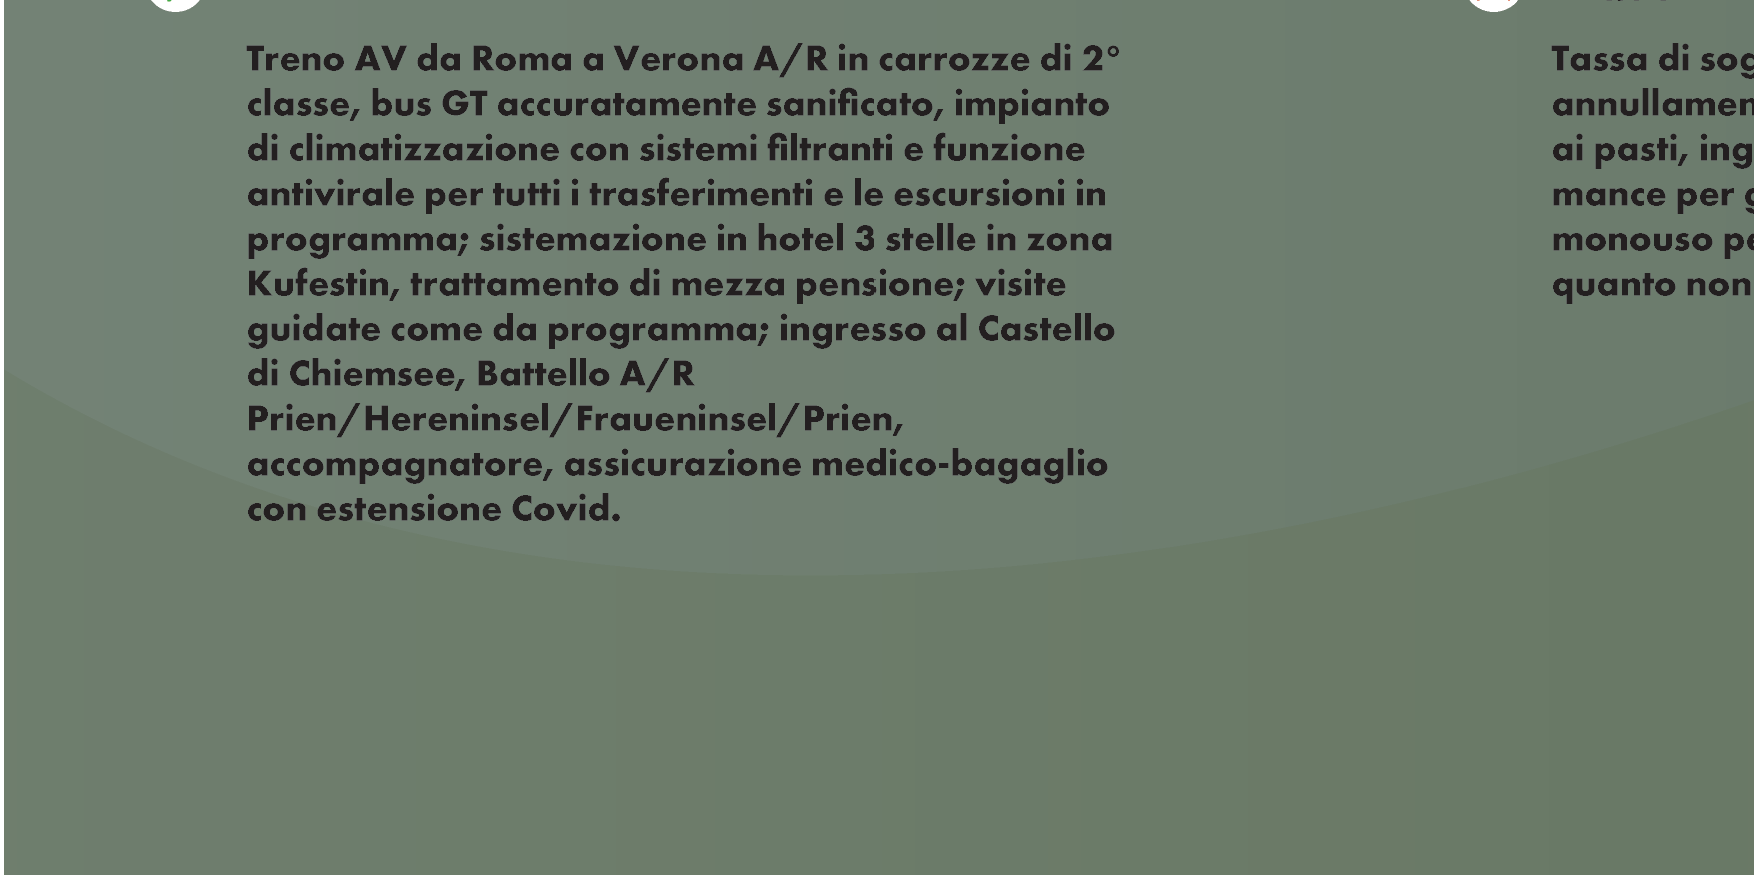 Treno AV da Roma a Verona A/R in carrozze di 2°
classe, bus GT accuratamente sanificato, impianto
di climatizzazione con sistemi filtranti e funzione
antivirale per tutti i trasferimenti e le escursioni in
programma; sistemazione in hotel 3 stelle in zona
Kufestin, trattamento di mezza pensione; visite
guidate come da programma; ingresso al Castello
di Chiemsee, Battello A/R
Prien/Hereninsel/Fraueninsel/Prien,
accompagnatore, assicurazione medico-bagaglio
con estensione Covid.
Tassa di sog
annullamen
ai pasti, ing
mance per g
monouso pe
quanto non